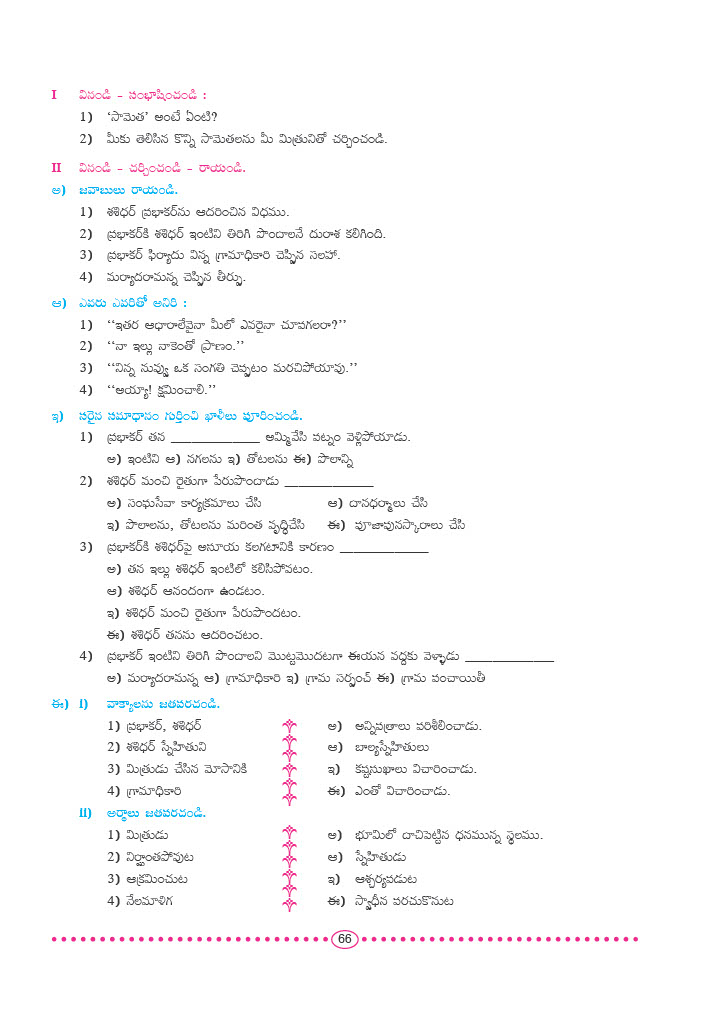 I వినండి - సంభాషించండి :
1) ‘సామెత’ అంటే ఏంటి?
2) మీకు తెలిసిన కొన్ని సామెతలను మీ మిత్రునితో చర్చించండి.
II వినండి - చర్చించండి - రాయండి.
అ) జవాబులు రాయండి.
1) శశిధర్ ప్రభాకర్‌ను ఆదరించిన విధము.
2) ప్రభాకర్‌కి శశిధర్ ఇంటిని తిరిగి పొందాలనే దురాశ కలిగింది.
3) ప్రభాకర్ ఫిర్యాదు విన్న గ్రామాధికారి చెప్పిన సలహా.
4) మర్యాదరామన్న చెప్పిన తీర్పు.
ఆ) ఎవరు ఎవరితో అనిరి :
1) ‘‘ఇతర ఆధారాలేవైనా మీలో ఎవరైనా చూపగలరా?’’
2) ‘‘నా ఇల్లు నాకెంతో ప్రాణం.’’
3) ‘‘నిన్న నువ్వు ఒక సంగతి చెప్పటం మరచిపోయావు.’’
4) ‘‘అయ్యా! క్షమించాలి.’’
ఇ) సరైన సమాధానం గుర్తించి ఖాళీలు పూరించండి.
1) ప్రభాకర్ తన ____________ అమ్మివేసి పట్నం వెళ్లిపోయాడు.
అ) ఇంటిని ఆ) నగలను ఇ) తోటలను ఈ) పొలాన్ని
2) శశిధర్ మంచి రైతుగా పేరుపొందాడు ____________
అ) సంఘసేవా కార్యక్రమాలు చేసి ఆ) దానధర్మాలు చేసి
ఇ) పొలాలను, తోటలను మరింత వృద్ధిచేసి ఈ) పూజాపునస్కారాలు చేసి
3) ప్రభాకర్‌కి శశిధర్‌పై అసూయ కలగటానికి కారణం ____________
అ) తన ఇల్లు శశిధర్ ఇంటిలో కలిసిపోవటం.
ఆ) శశిధర్ ఆనందంగా ఉండటం.
ఇ) శశిధర్ మంచి రైతుగా పేరుపొందటం.
ఈ) శశిధర్ తనను ఆదరించటం.
4) ప్రభాకర్ ఇంటిని తిరిగి పొందాలని మొట్టమొదటగా ఈయన వద్దకు వెళ్ళాడు ____________
అ) మర్యాదరామన్న ఆ) గ్రామాధికారి ఇ) గ్రామ సర్పంచ్ ఈ) గ్రామ పంచాయితీ
ఈ) i) వాక్యాలను జతపరచండి.
1) ప్రభాకర్, శశిధర్ అ) అన్నిపత్రాలు పరిశీలించాడు.
2) శశిధర్ స్నేహితుని ఆ) బాల్యస్నేహితులు
3) మిత్రుడు చేసిన మోసానికి ఇ) కష్టసుఖాలు విచారించాడు.
4) గ్రామాధికారి ఈ) ఎంతో విచారించాడు.
ii) అర్థాలు జతపరచండి.
1) మిత్రుడు అ) భూమిలో దాచిపెట్టిన ధనమున్న స్థలము.
2) నిర్ఘాంతపోవుట ఆ) స్నేహితుడు
3) ఆక్రమించుట ఇ) ఆశ్చర్యపడుట
4) నేలమాళిగ ఈ) స్వాధీన పరచుకొనుట
66